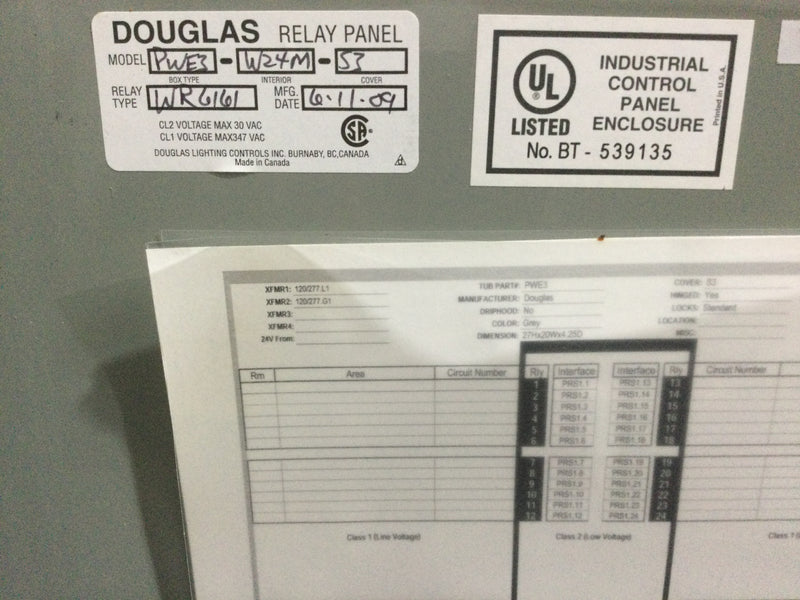 DOUGLAS RELAY PANEL
MODEL PWE3 - W24M - S3
BOX TYPE INTERIOR COVER
RELAY TYPE WR6161 MFG. DATE 6-11-09
CL2 VOLTAGE MAX 30 VAC
CL1 VOLTAGE MAX347 VAC
DOUGLAS LIGHTING CONTROLS INC. BURNABY, BC, CANADA
Made in Canada
UL
LISTED
INDUSTRIAL
CONTROL
PANEL
ENCLOSURE
No. BT - 539135
Printed in U.S.A.
XFMR1: 120/277.L1
XFMR2: 120/277.G1
XFMR3:
XFMR4:
24V From:
TUB PART#: PWE3
MANUFACTURER: Douglas
DRIPHOOD: No
COLOR: Grey
DIMENSION: 27Hx20Wx4.25D
COVER: S3
HINGED: Yes
LOCKS: Standard
LOCATION:
MISC:
Rm Area Circuit Number Rly Interface Interface Rly Circuit Number
1 PRS1.1 PRS1.13 13
2 PRS1.2 PRS1.14 14
3 PRS1.3 PRS1.15 15
4 PRS1.4 PRS1.16 16
5 PRS1.5 PRS1.17 17
6 PRS1.6 PRS1.18 18
7 PRS1.7 PRS1.19 19
8 PRS1.8 PRS1.20 20
9 PRS1.9 PRS1.21 21
10 PRS1.10 PRS1.22 22
11 PRS1.11 PRS1.23 23
12 PRS1.12 PRS1.24 24
Class 1 (Line Voltage) Class 2 (Low Voltage) Class 1